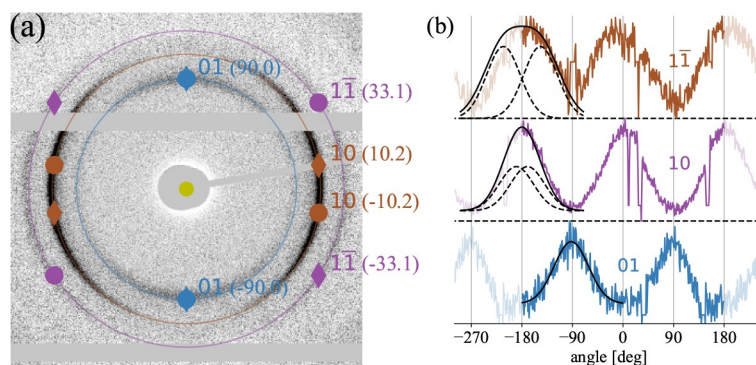 (a)
01 (90.0)
11̅ (33.1)
10 (10.2)
10 (-10.2)
11̅ (-33.1)
01 (-90.0)
(b)
11̅
10
01
−270 −180 −90 0 90 180
angle [deg]